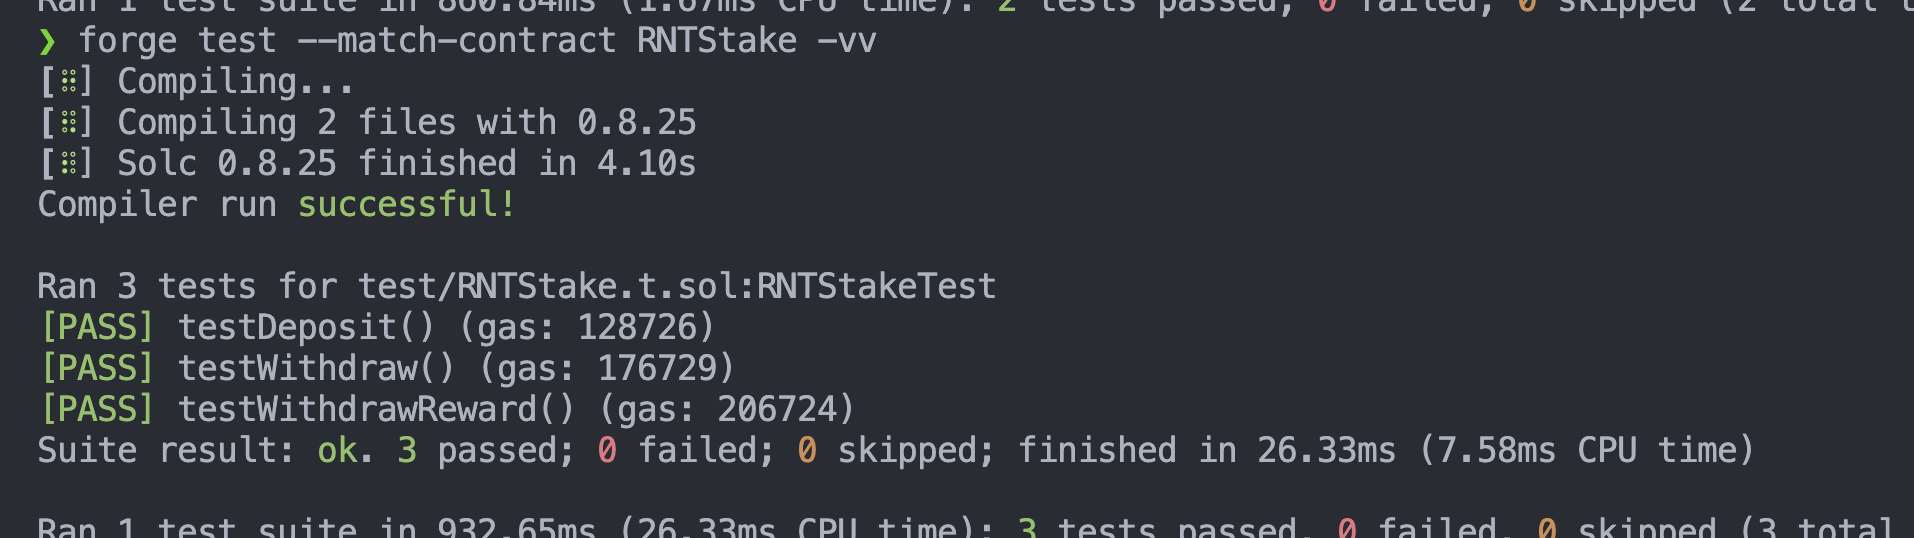 Ran 1 test suite in 860.84ms (1.67ms CPU time): 2 tests passed, 0 failed, 0 skipped (2 total t
❯ forge test --match-contract RNTStake -vv
[⠿] Compiling...
[⠿] Compiling 2 files with 0.8.25
[⠿] Solc 0.8.25 finished in 4.10s
Compiler run successful!
Ran 3 tests for test/RNTStake.t.sol:RNTStakeTest
[PASS] testDeposit() (gas: 128726)
[PASS] testWithdraw() (gas: 176729)
[PASS] testWithdrawReward() (gas: 206724)
Suite result: ok. 3 passed; 0 failed; 0 skipped; finished in 26.33ms (7.58ms CPU time)
Ran 1 test suite in 932.65ms (26.33ms CPU time): 3 tests passed, 0 failed, 0 skipped (3 total